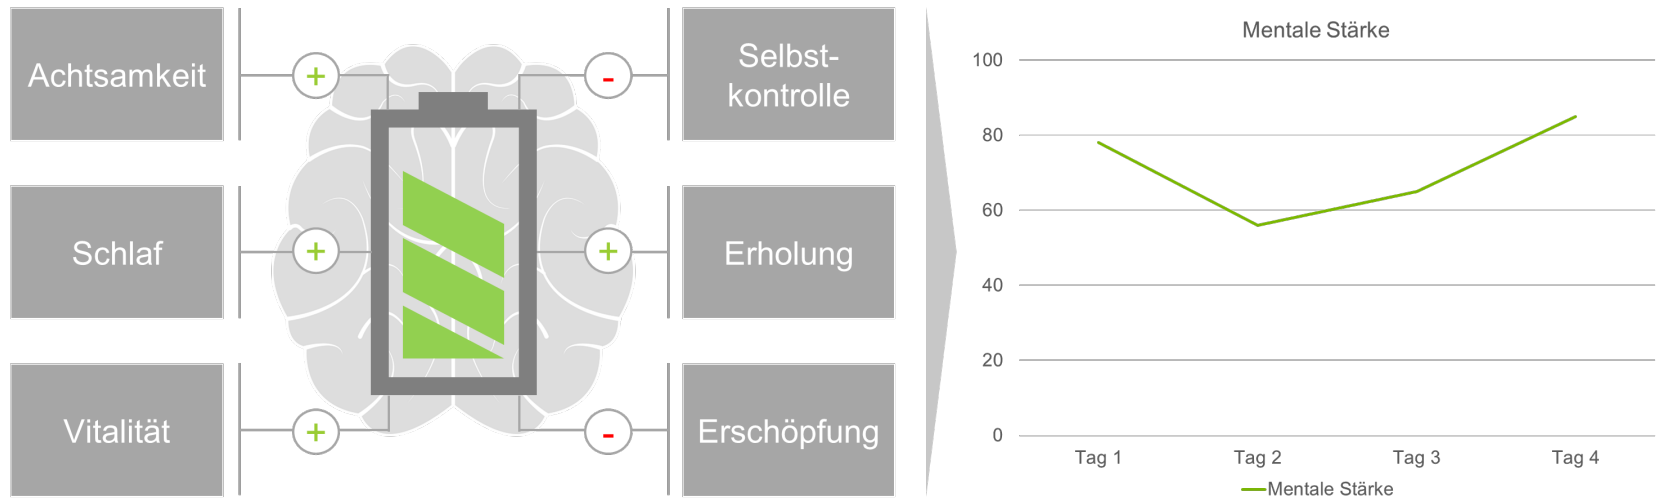 Achtsamkeit
+
Schlaf
+
Vitalität
+
-
Selbst-
kontrolle
+
Erholung
-
Erschöpfung
Mentale Stärke
100
80
60
40
20
0
Tag 1 Tag 2 Tag 3 Tag 4
Mentale Stärke